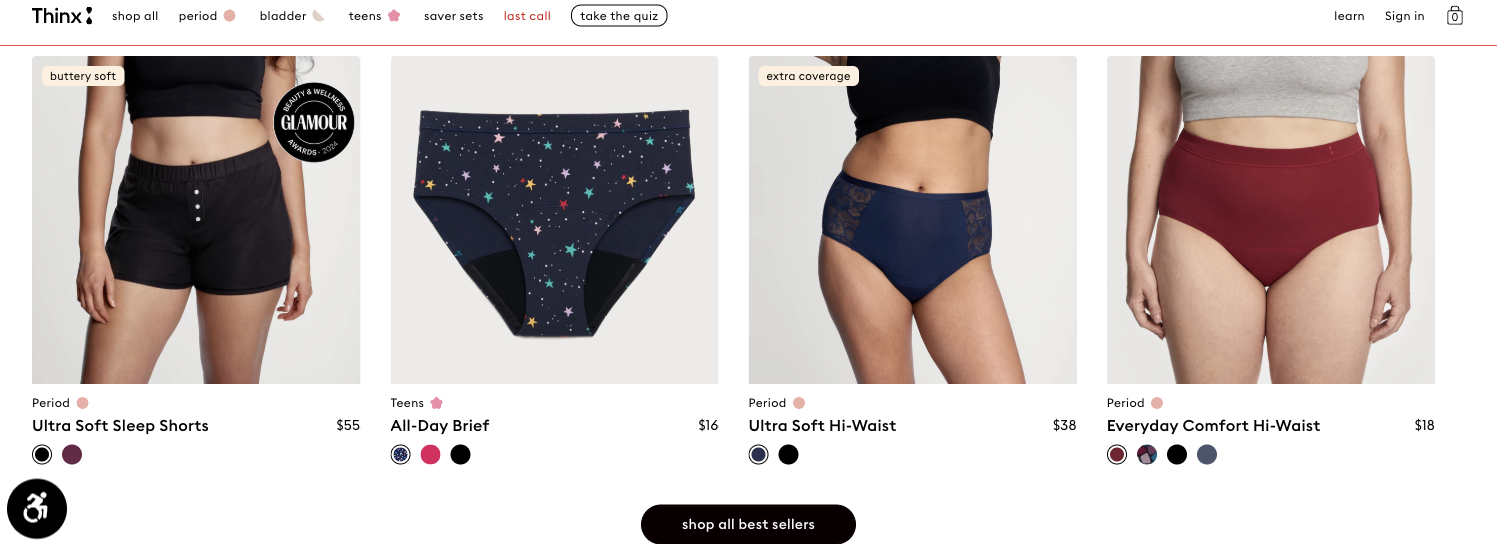 Thinx
shop all
period
bladder
teens
saver sets
last call
take the quiz
learn
Sign in
0
buttery soft
BEAUTY & WELLNESS
GLAMOUR
AWARDS · 2024
extra coverage
Period
Ultra Soft Sleep Shorts $55
Teens
All-Day Brief $16
Period
Ultra Soft Hi-Waist $38
Period
Everyday Comfort Hi-Waist $18
shop all best sellers